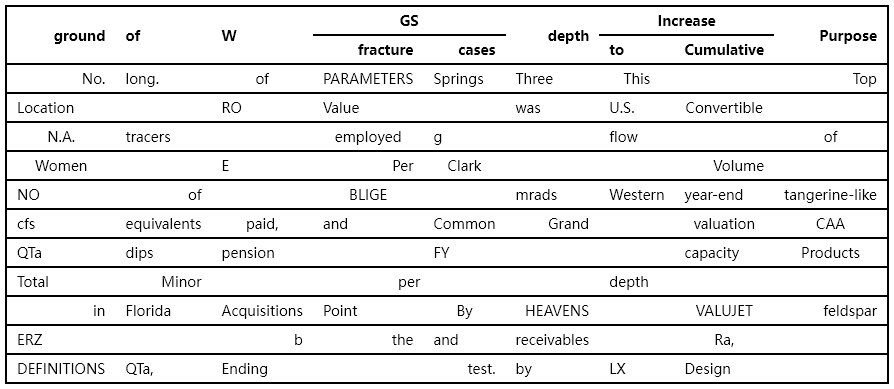 GS Increase
ground of W depth Purpose
fracture cases to Cumulative
No. long. of PARAMETERS Springs Three This Top
Location RO Value was U.S. Convertible
N.A. tracers employed g flow of
Women E Per Clark Volume
NO of BLIGE mrads Western year-end tangerine-like
cfs equivalents paid, and Common Grand valuation CAA
QTa dips pension FY capacity Products
Total Minor per depth
in Florida Acquisitions Point By HEAVENS VALUJET feldspar
ERZ b the and receivables Ra,
DEFINITIONS QTa, Ending test. by LX Design